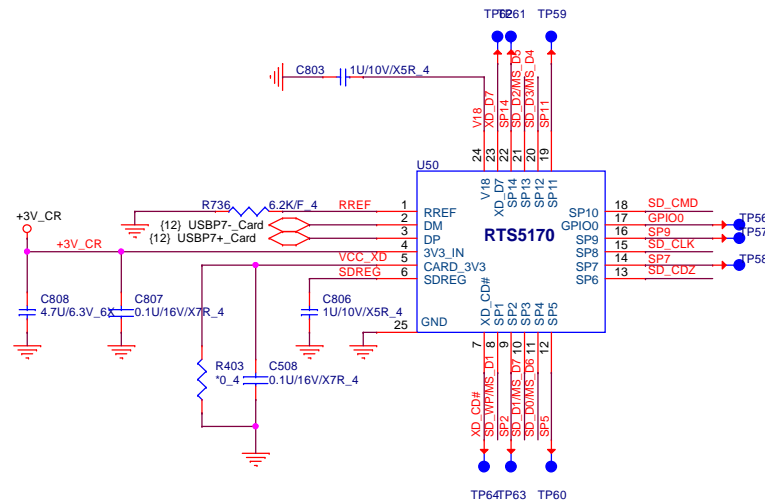 TP62 TP61 TP59
C803 1U/10V/X5R_4
V18
XD_D7
SP14
SD_D2/MS_D5
SD_D3/MS_D4
SP11
24
23
22
21
20
19
U50
V18
XD_D7
SP14
SP13
SP12
SP11
R736 6.2K/F_4 RREF 1 RREF
{12} USBP7-_Card 2 DM
{12} USBP7+_Card 3 DP
+3V_CR
+3V_CR 4 3V3_IN
VCC_XD 5 CARD_3V3
SDREG 6 SDREG
RTS5170
SP10 18 SD_CMD
GPIO0 17 GPIO0 TP56
SP9 16 SP9 TP57
SP8 15 SD_CLK
SP7 14 SP7 TP58
SP6 13 SD_CDZ
C808
4.7U/6.3V_6X
C807
0.1U/16V/X7R_4
C806
1U/10V/X5R_4
25 GND
XD_CD#
SP1
SP2
SP3
SP4
SP5
7
8
9
10
11
12
R403
*0_4
C508
0.1U/16V/X7R_4
XD_CD#
SD_WP/MS_D1
SP2
SD_D1/MS_D7
SD_D0/MS_D6
SP5
TP64 TP63 TP60